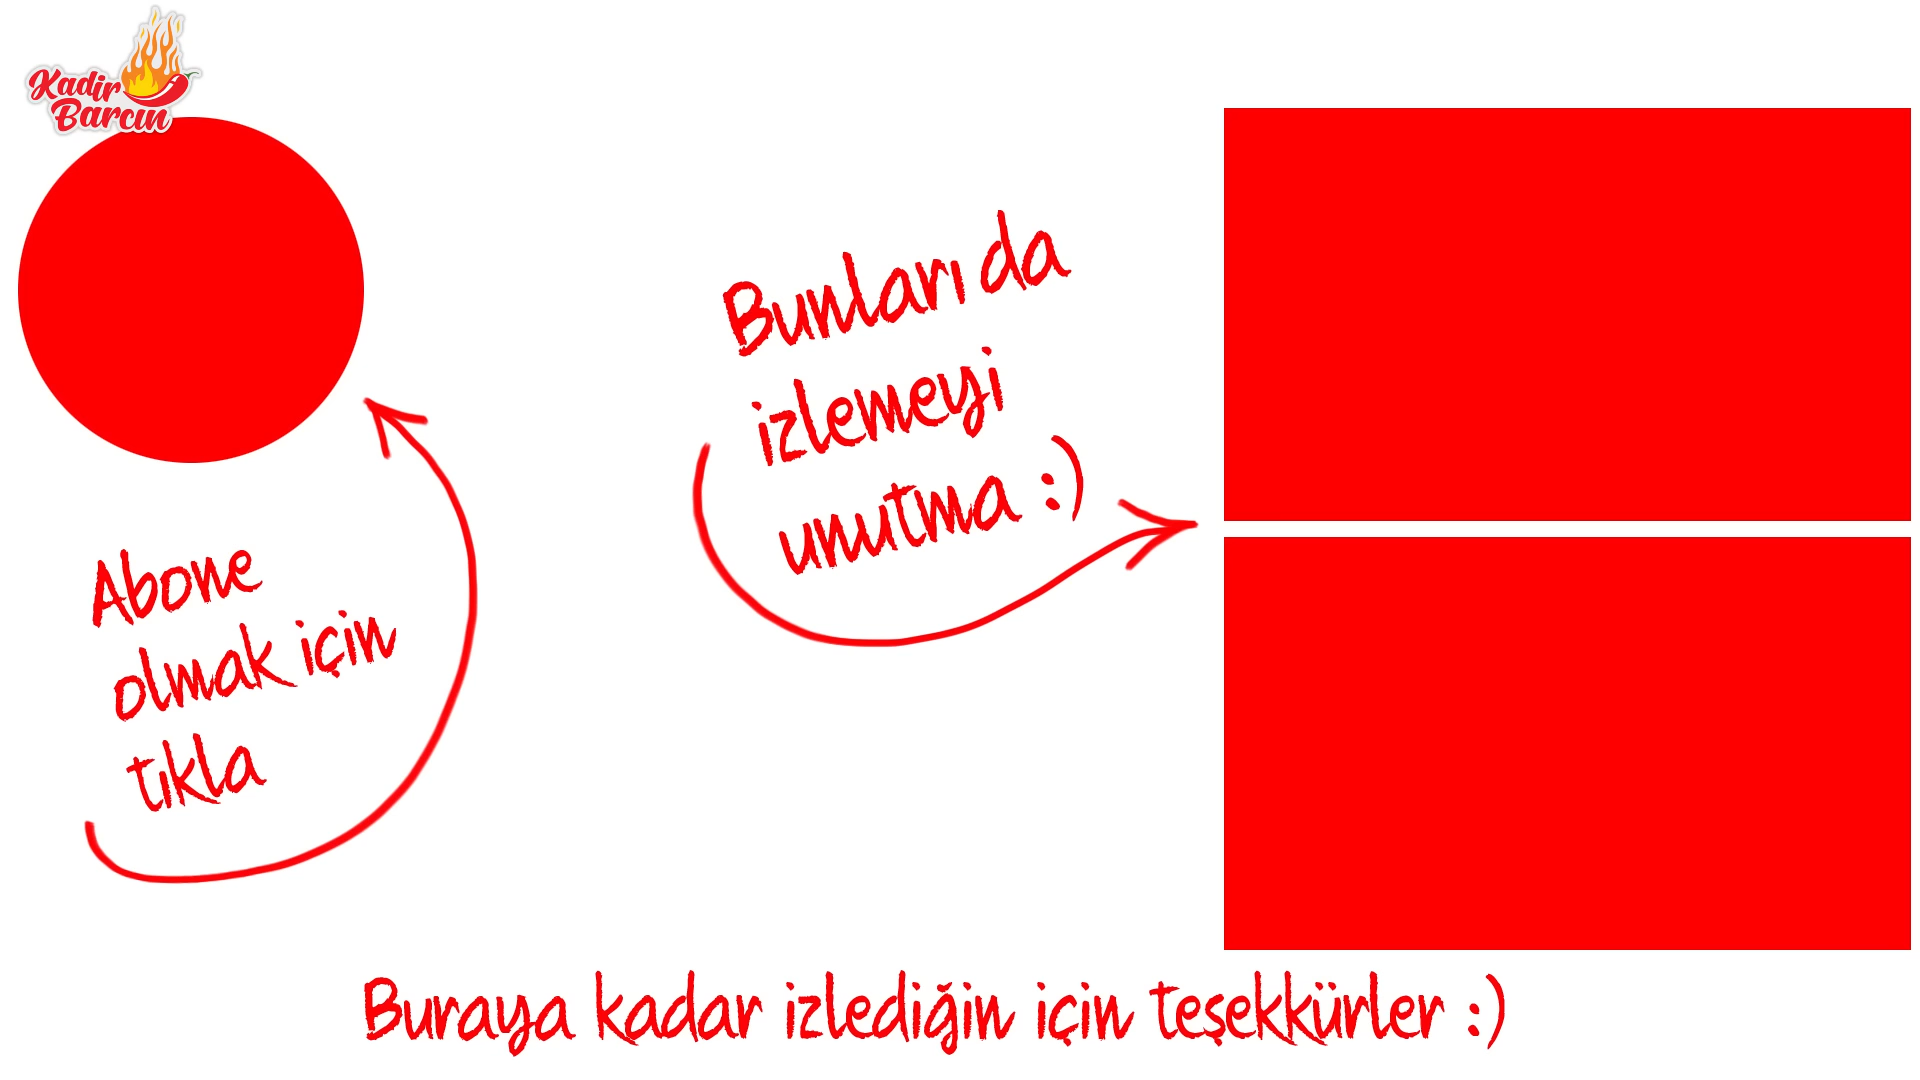 Kadir
Barcın
Bunları da
izlemeyi
unutma :)
Abone
olmak için
tıkla
Buraya kadar izlediğin için teşekkürler :)